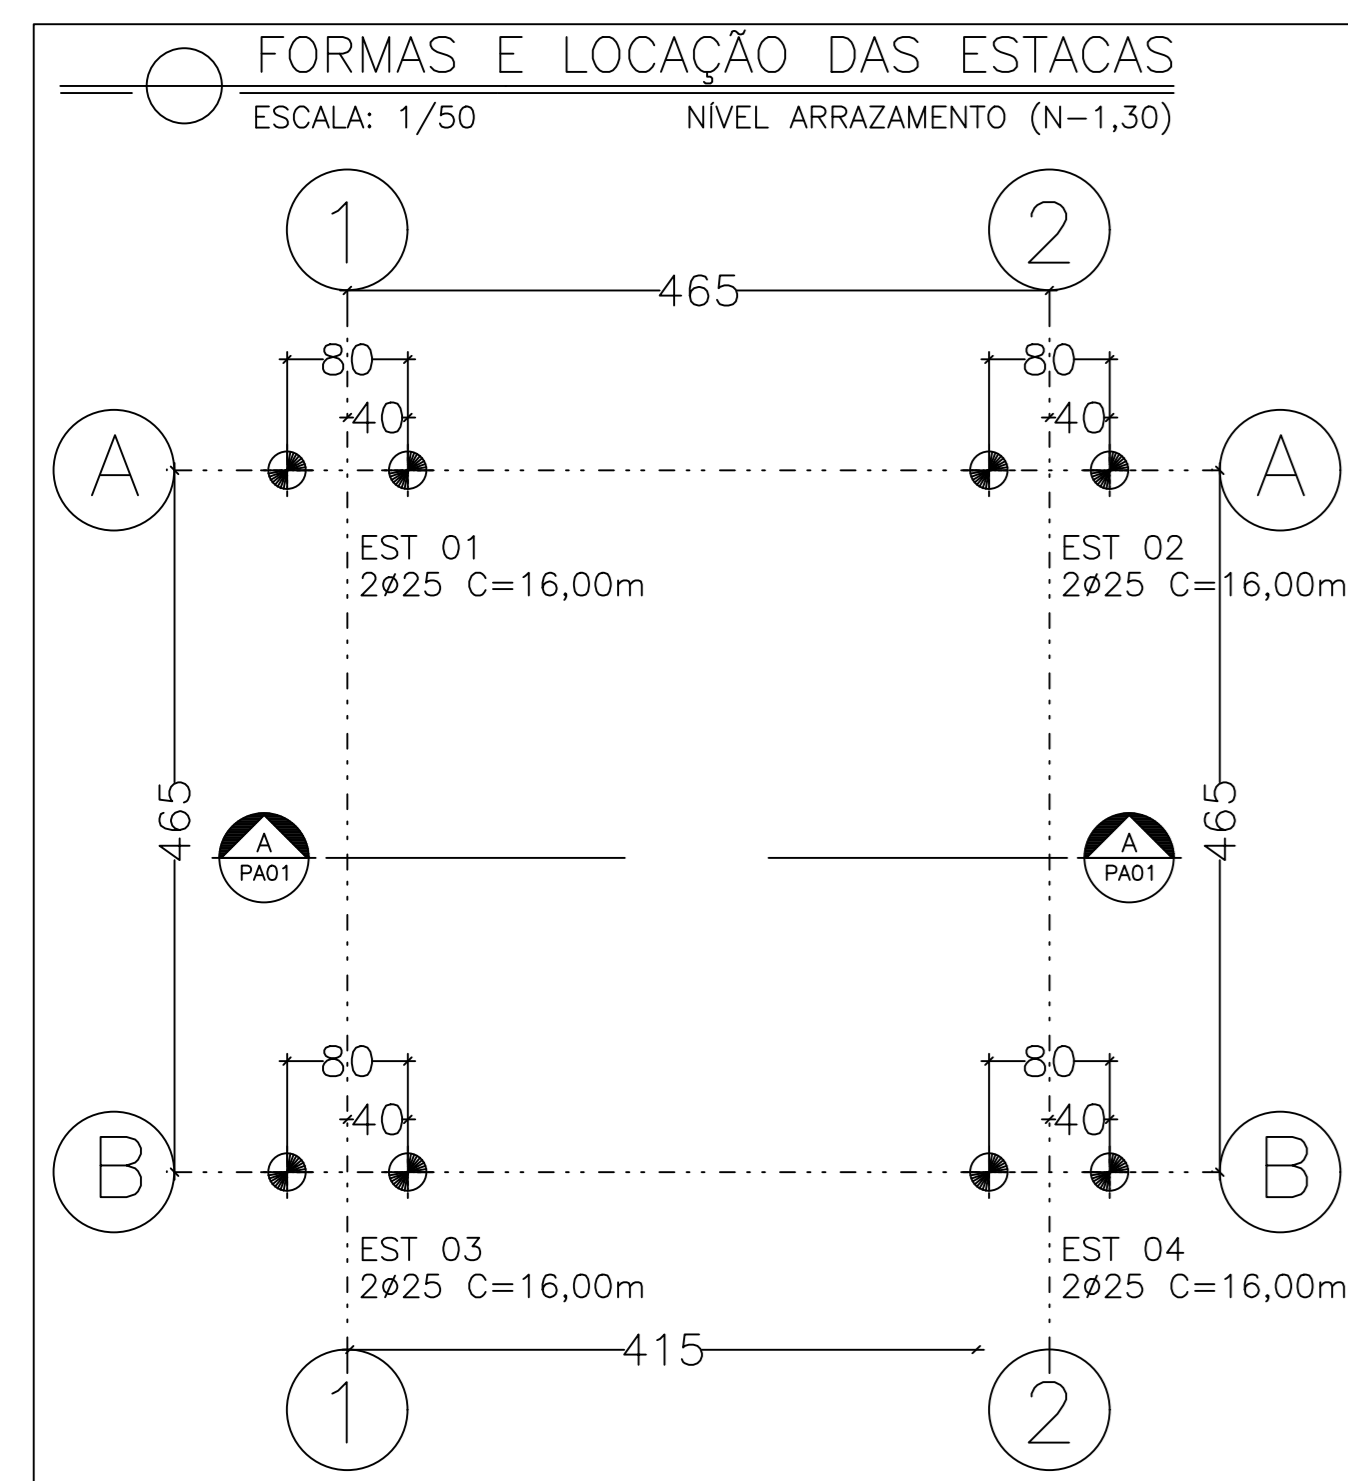 FORMAS E LOCAÇÃO DAS ESTACAS
ESCALA: 1/50 NÍVEL ARRAZAMENTO (N-1,30)
1 2
465
80 80
40 40
A A
EST 01 EST 02
2ø25 C=16,00m 2ø25 C=16,00m
465 465
A A
PA01 PA01
80 80
40 40
B B
EST 03 EST 04
2ø25 C=16,00m 2ø25 C=16,00m
415
1 2